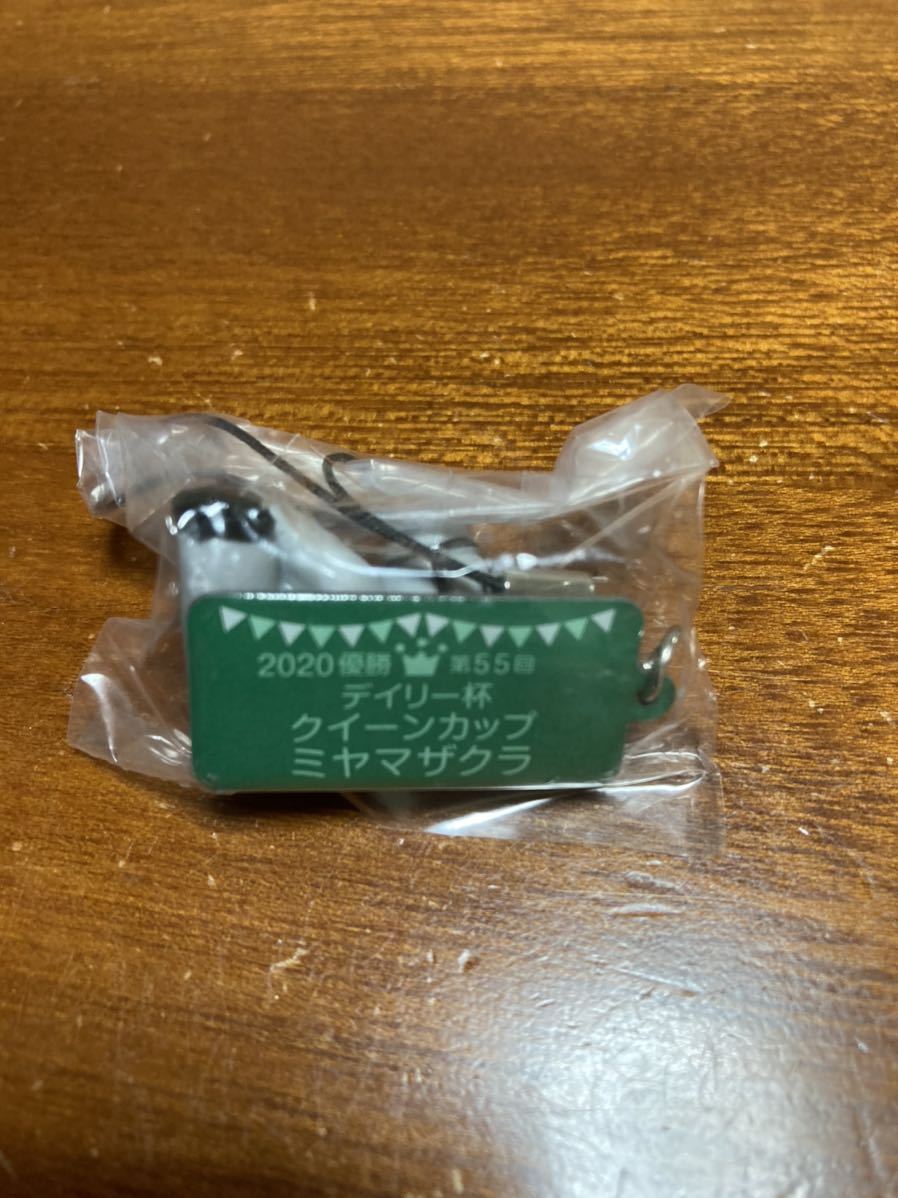 2020優勝 第55回
デイリー杯
クイーンカップ
ミヤマザクラ